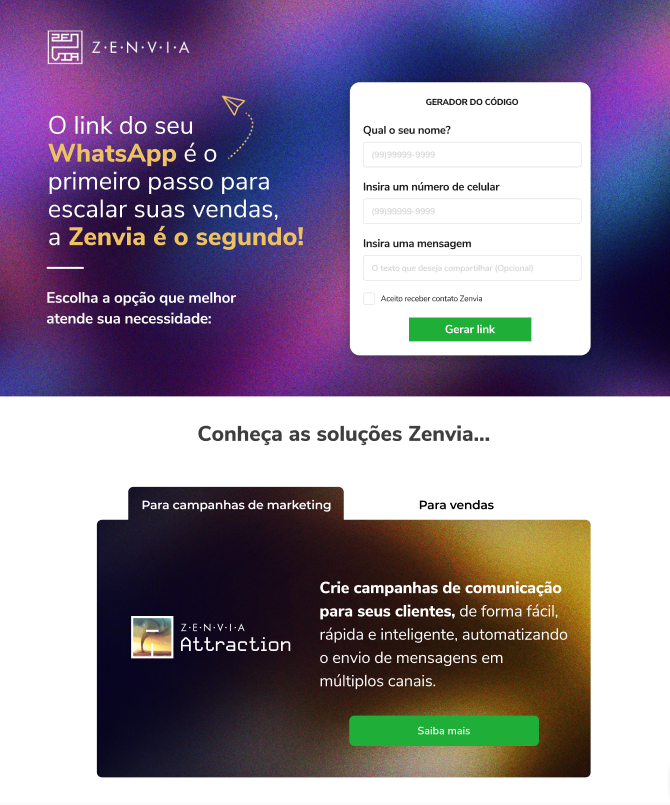 ZEN
VIA
Z·E·N·V·I·A
O link do seu
WhatsApp é o
primeiro passo para
escalar suas vendas,
a Zenvia é o segundo!
Escolha a opção que melhor
atende sua necessidade:
GERADOR DO CÓDIGO
Qual o seu nome?
(99)99999-9999
Insira um número de celular
(99)99999-9999
Insira uma mensagem
O texto que deseja compartilhar (Opcional)
Aceito receber contato Zenvia
Gerar link
Conheça as soluções Zenvia...
Para campanhas de marketing
Para vendas
Z·E·N·V·I·A
Attraction
Crie campanhas de comunicação
para seus clientes, de forma fácil,
rápida e inteligente, automatizando
o envio de mensagens em
múltiplos canais.
Saiba mais